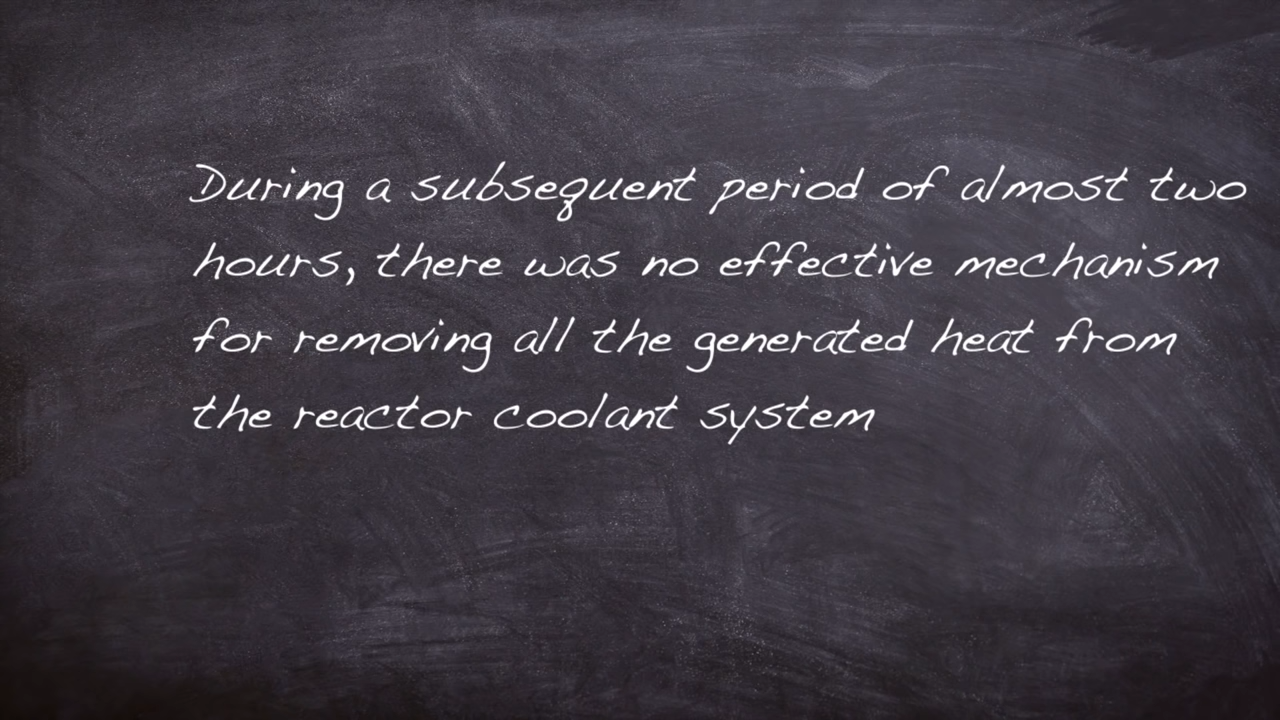 During a subsequent period of almost two
hours, there was no effective mechanism
for removing all the generated heat from
the reactor coolant system